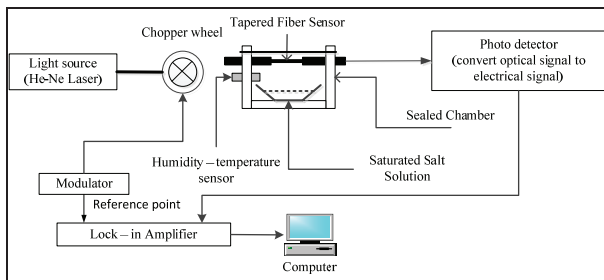 Tapered Fiber Sensor
Chopper wheel
Light source
(He-Ne Laser)
Photo detector
(convert optical signal to
electrical signal)
Sealed Chamber
Humidity – temperature
sensor
Saturated Salt
Solution
Modulator
Reference point
Lock – in Amplifier
Computer